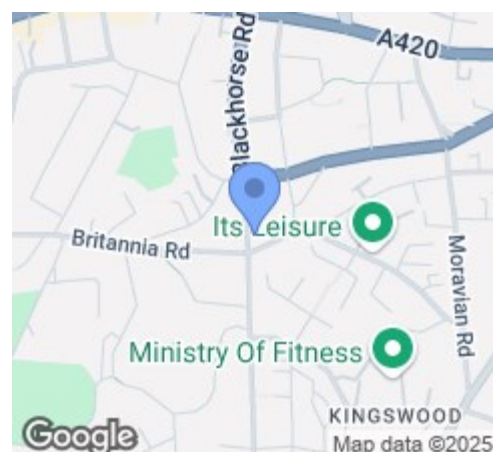 A420
Blackhorse Rd
Its Leisure
Britannia Rd
Moravian Rd
Ministry Of Fitness
KINGSWOOD
Google
Map data ©2025